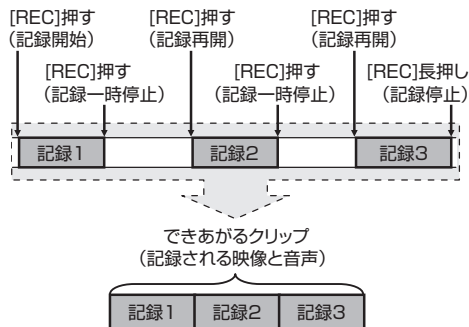 [REC]押す
(記録開始)
[REC]押す
(記録再開)
[REC]押す
(記録再開)
[REC]押す
(記録一時停止)
[REC]押す
(記録一時停止)
[REC]長押し
(記録停止)
記録1
記録2
記録3
できあがるクリップ
(記録される映像と音声)
記録1
記録2
記録3